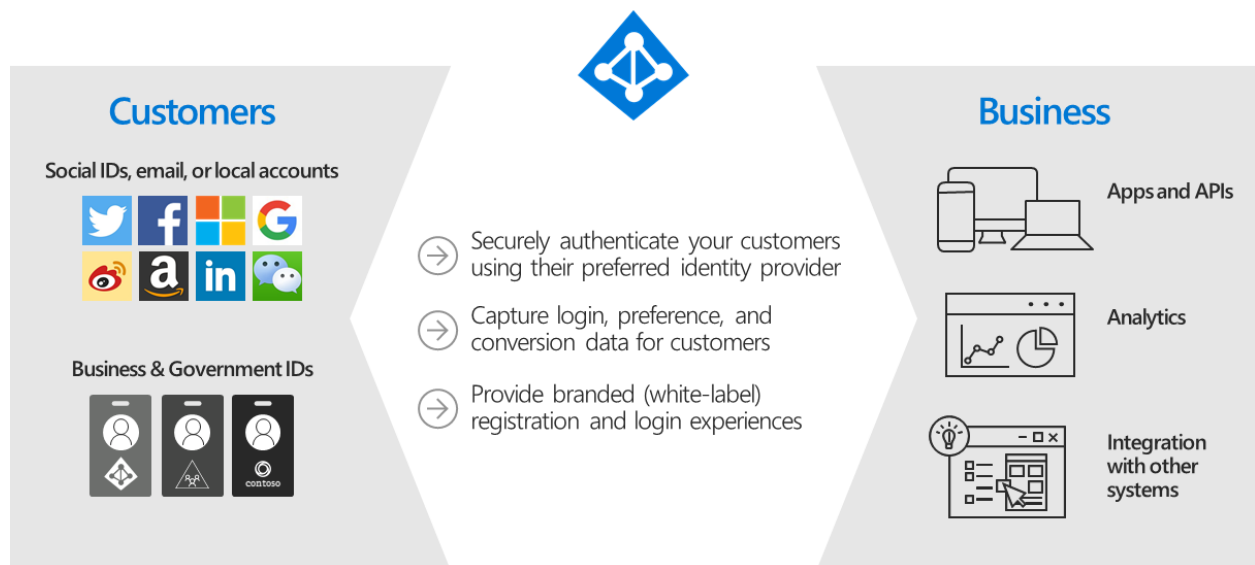 Customers
Social IDs, email, or local accounts
f
G
a
in
Business & Government IDs
contoso
Securely authenticate your customers
using their preferred identity provider
Capture login, preference, and
conversion data for customers
Provide branded (white-label)
registration and login experiences
Business
Apps and APIs
Analytics
Integration
with other
systems